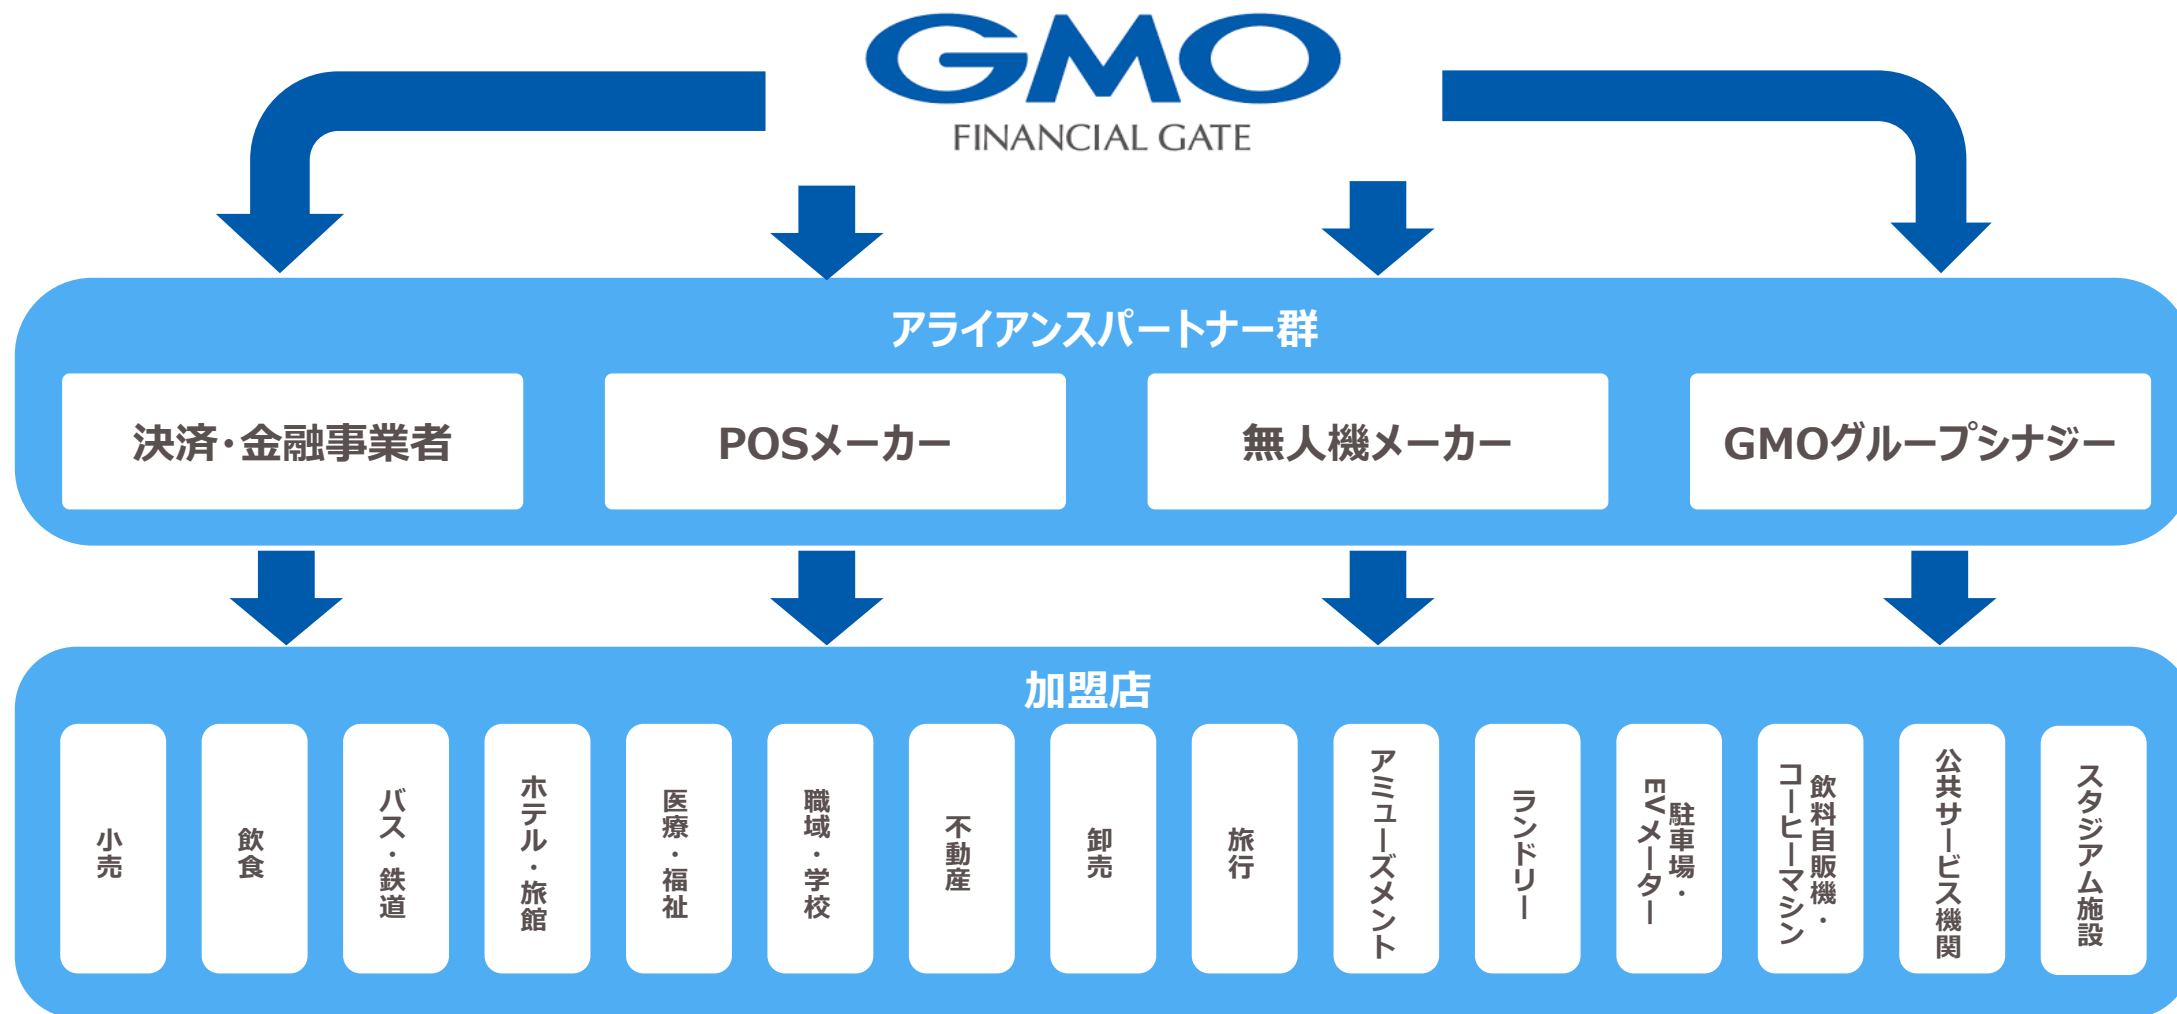 GMO
FINANCIAL GATE
アライアンスパートナー群
決済・金融事業者
POSメーカー
無人機メーカー
GMOグループシナジー
加盟店
小売
飲食
バス・鉄道
ホテル・旅館
医療・福祉
職域・学校
不動産
卸売
旅行
アミューズメント
ランドリー
駐車場・
EVメーター
飲料自販機・
コーヒーマシン
公共サービス機関
スタジアム施設